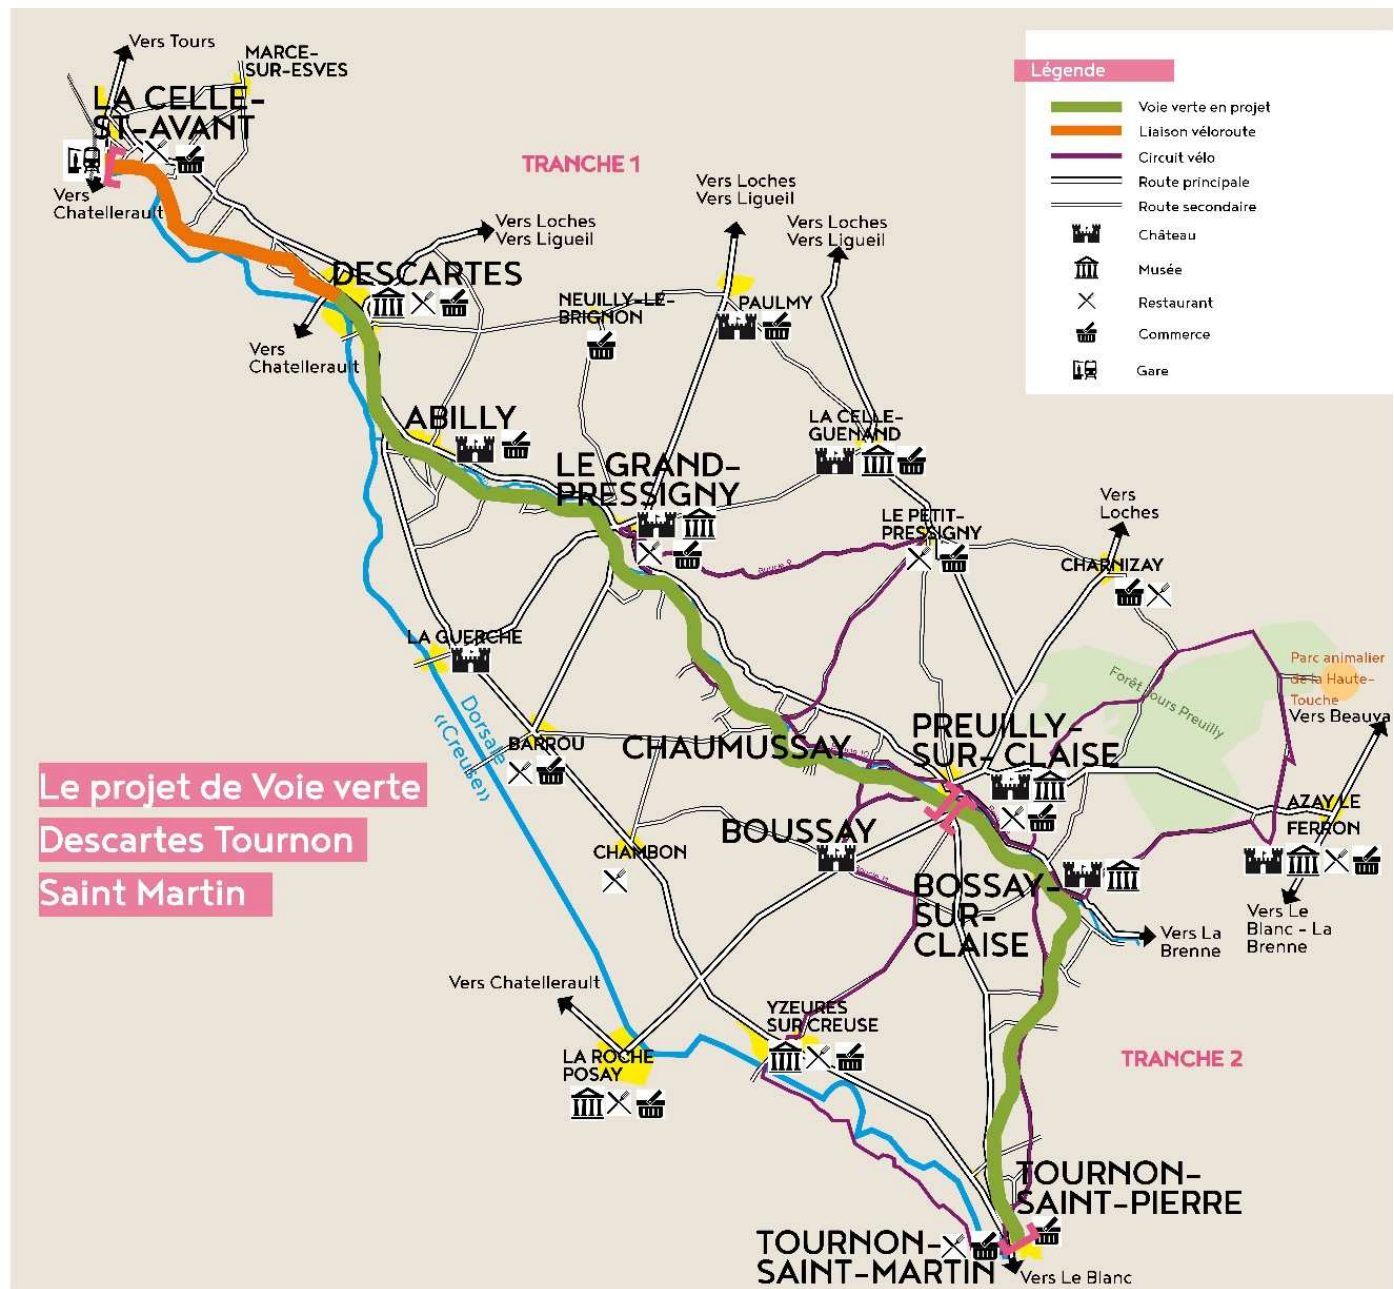 Vers Tours
MARCE-
SUR-ESVES
LA CELLE-
ST-AVANT
Vers
Chatellerault
TRANCHE 1
Vers Loches
Vers Ligueil
Vers Loches
Vers Ligueil
Vers Loches
Vers Ligueil
Légende
Voie verte en projet
Liaison véloroute
Circuit vélo
Route principale
Route secondaire
Château
Musée
Restaurant
Commerce
Gare
DESCARTES
Vers
Chatellerault
NEUILLY-LE-
BRIGNON
PAULMY
ABILLY
LA CELLE-
GUENAND
LE GRAND-
PRESSIGNY
LE PETIT-
PRESSIGNY
Vers
Loches
CHARNIZAY
Boucle 9
LA GUERCHE
Dorsale
«Creuse»
BARROU
CHAUMUSSAY
Boucle 10
PREUILLY-
SUR-CLAISE
Parc animalier
de la Haute-
Touche
Vers Beauva
AZAY LE
FERRON
Le projet de Voie verte
Descartes Tournon
Saint Martin
CHAMBON
BOUSSAY
Boucle 11
BOSSAY-
SUR-
CLAISE
Vers La
Brenne
Vers Le
Blanc - La
Brenne
Vers Chatellerault
LA ROCHE
POSAY
YZEURES
SUR CREUSE
TRANCHE 2
TOURNON-
SAINT-PIERRE
TOURNON-
SAINT-MARTIN
Vers Le Blanc